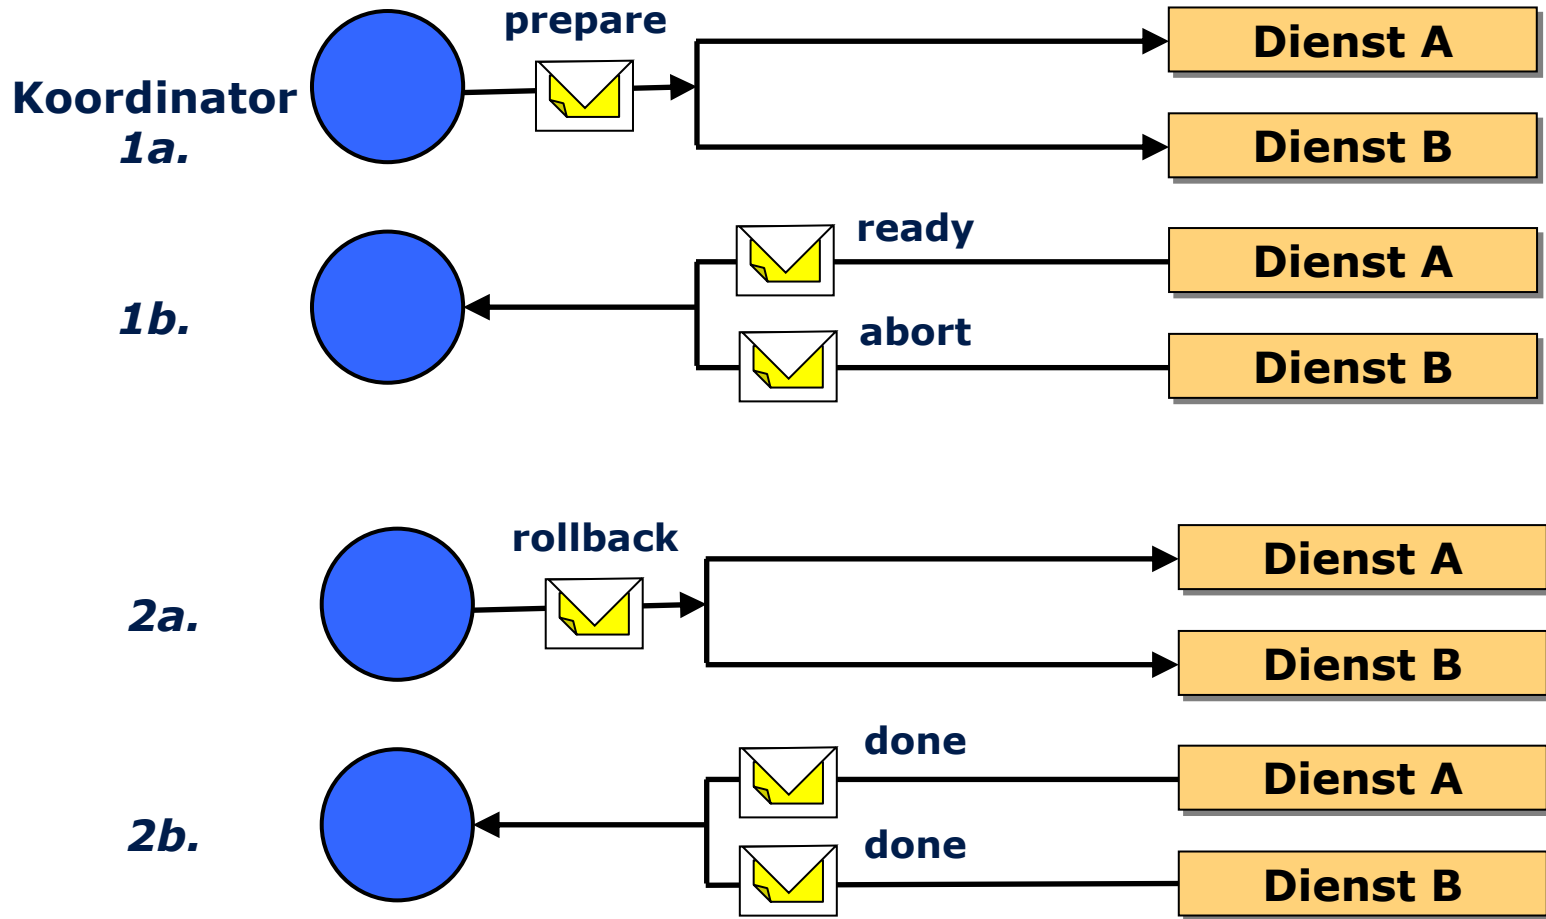 prepare
Dienst A
Koordinator
1a.
Dienst B
ready
Dienst A
1b.
abort
Dienst B
rollback
Dienst A
2a.
Dienst B
done
Dienst A
2b.
done
Dienst B